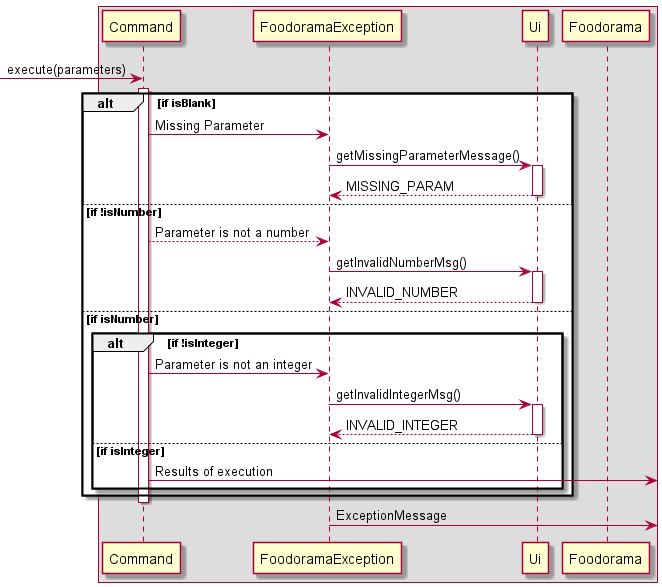 Command FoodoramaException Ui Foodorama
execute(parameters)
alt [if isBlank]
Missing Parameter
getMissingParameterMessage()
MISSING_PARAM
[if !isNumber]
Parameter is not a number
getInvalidNumberMsg()
INVALID_NUMBER
[if isNumber]
alt [if !isInteger]
Parameter is not an integer
getInvalidIntegerMsg()
INVALID_INTEGER
[if isInteger]
Results of execution
ExceptionMessage
Command FoodoramaException Ui Foodorama